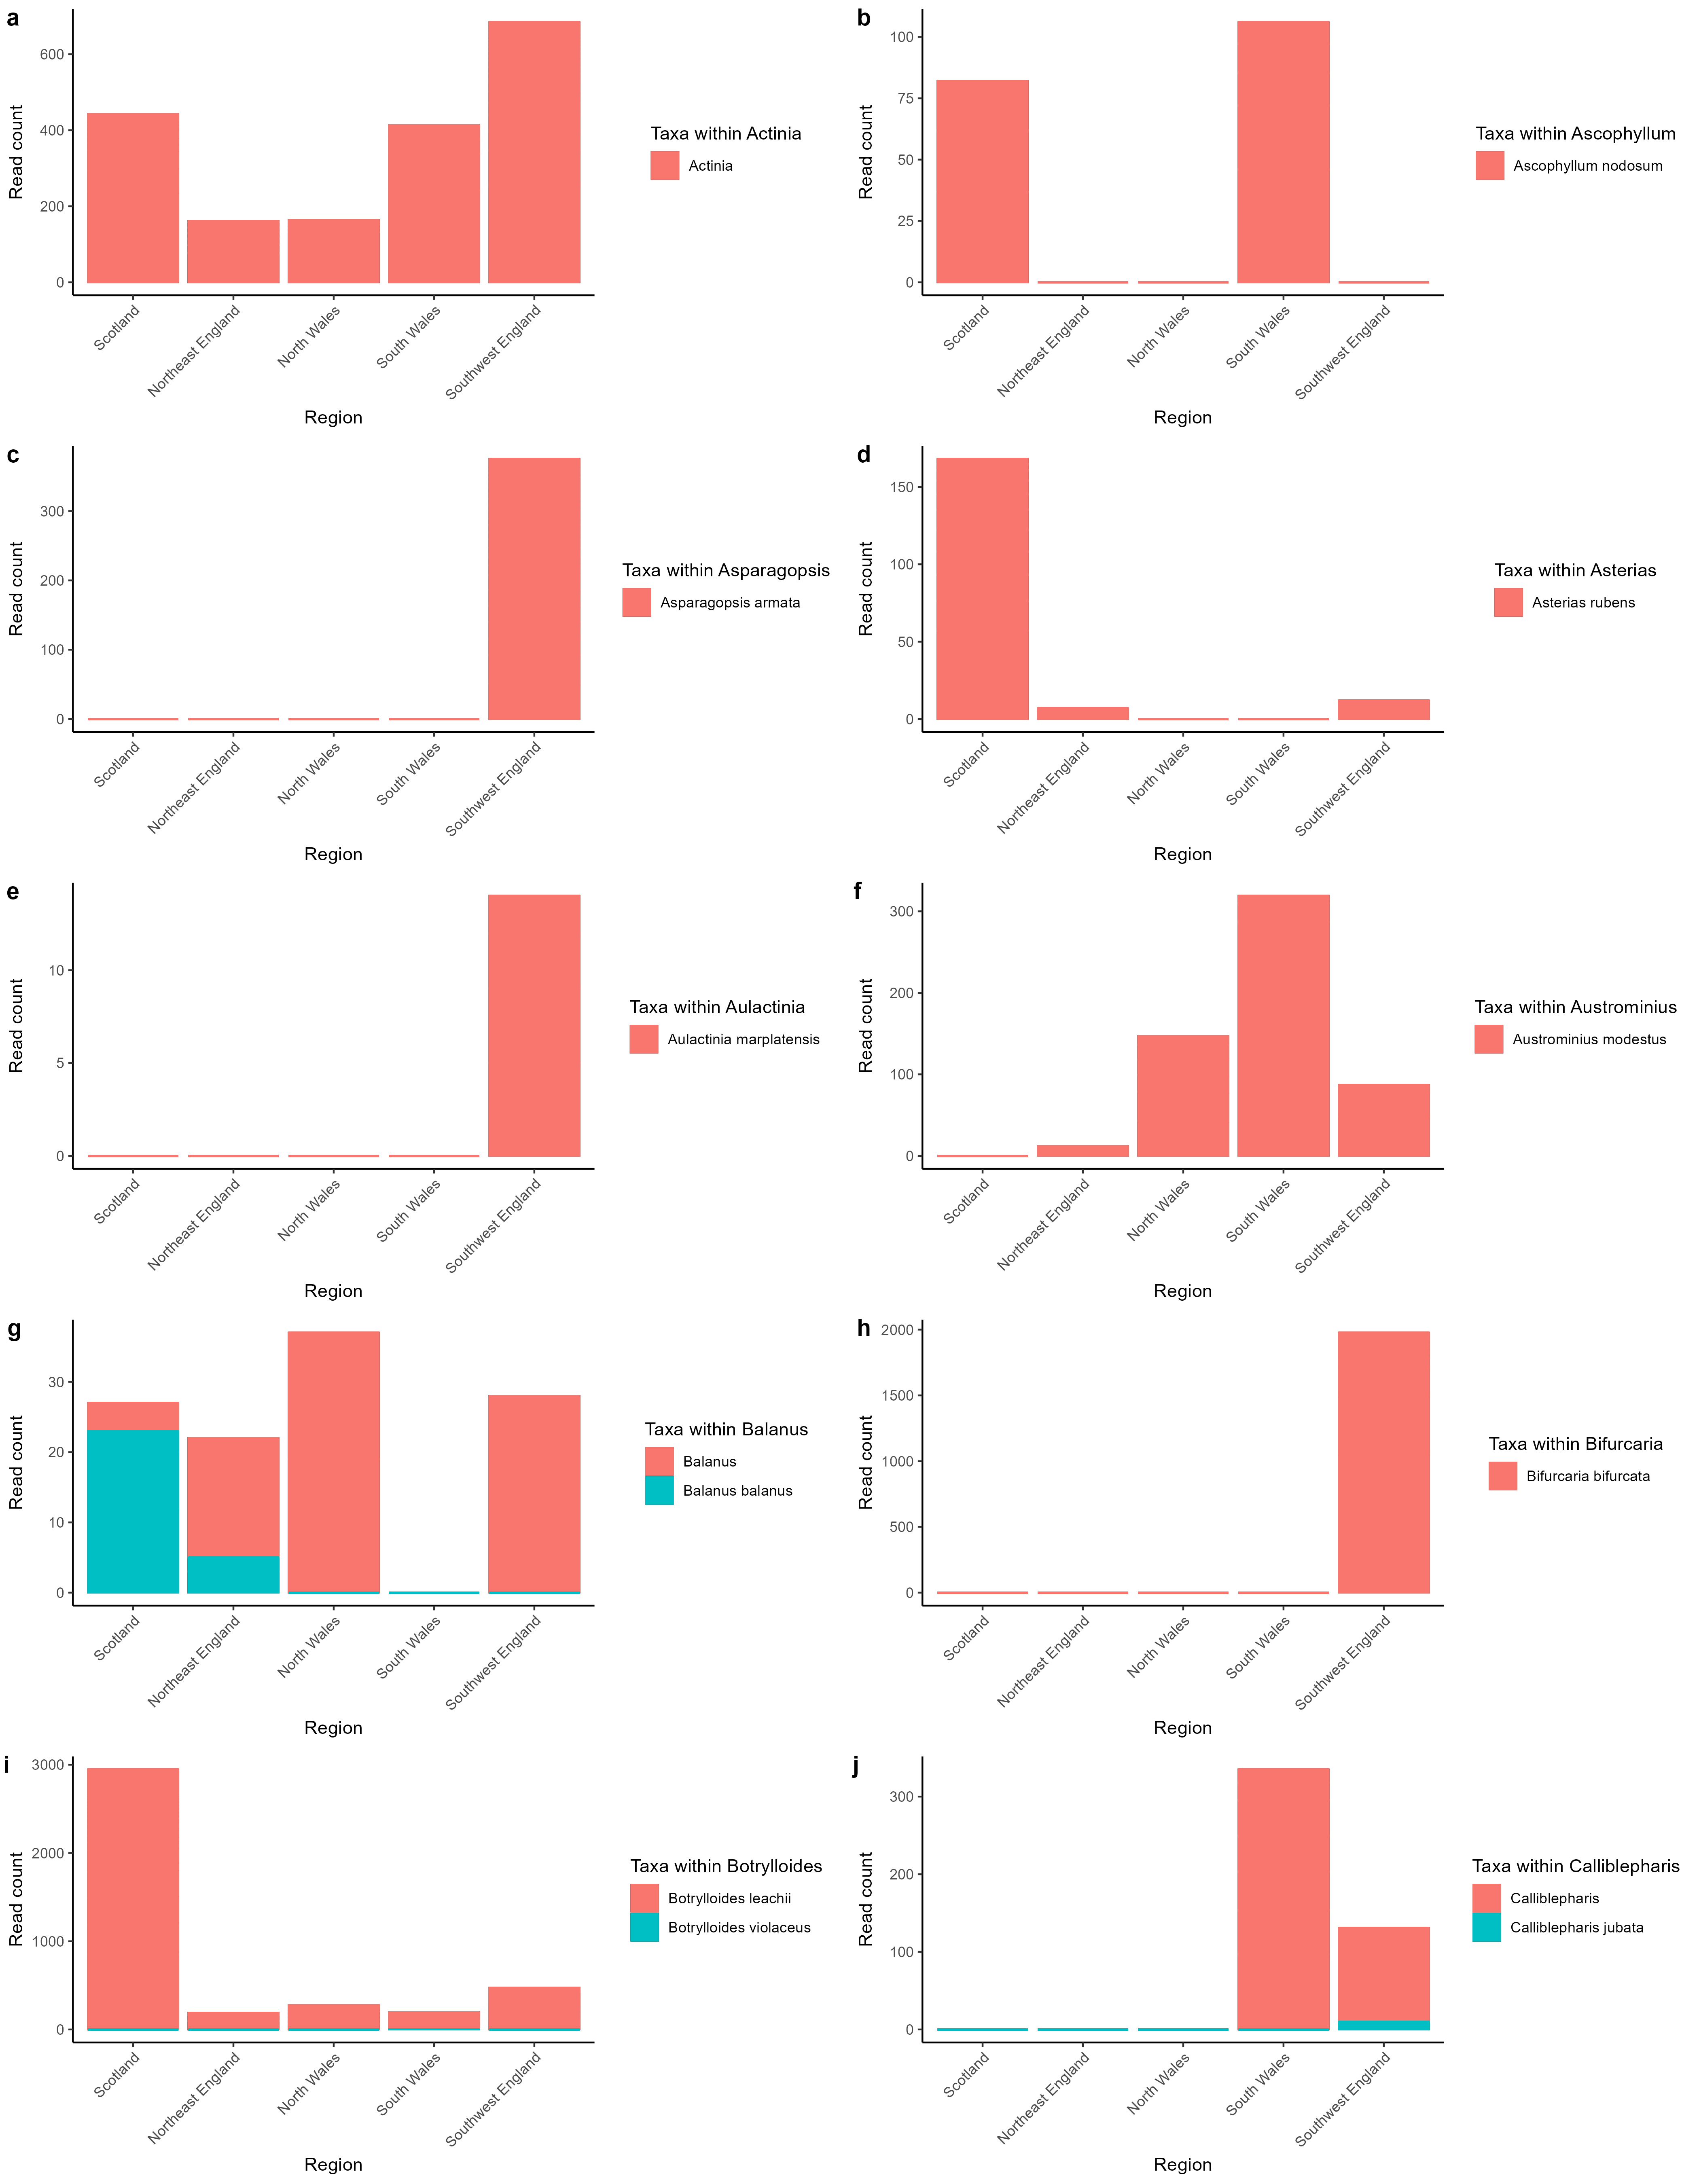 a
Read count
600
400
200
0
Scotland
Northeast England
North Wales
South Wales
Southwest England
Region
Taxa within Actinia
Actinia
b
Read count
100
75
50
25
0
Scotland
Northeast England
North Wales
South Wales
Southwest England
Region
Taxa within Ascophyllum
Ascophyllum nodosum
c
Read count
300
200
100
0
Scotland
Northeast England
North Wales
South Wales
Southwest England
Region
Taxa within Asparagopsis
Asparagopsis armata
d
Read count
150
100
50
0
Scotland
Northeast England
North Wales
South Wales
Southwest England
Region
Taxa within Asterias
Asterias rubens
e
Read count
10
5
0
Scotland
Northeast England
North Wales
South Wales
Southwest England
Region
Taxa within Aulactinia
Aulactinia marplatensis
f
Read count
300
200
100
0
Scotland
Northeast England
North Wales
South Wales
Southwest England
Region
Taxa within Austrominius
Austrominius modestus
g
Read count
30
20
10
0
Scotland
Northeast England
North Wales
South Wales
Southwest England
Region
Taxa within Balanus
Balanus
Balanus balanus
h
Read count
2000
1500
1000
500
0
Scotland
Northeast England
North Wales
South Wales
Southwest England
Region
Taxa within Bifurcaria
Bifurcaria bifurcata
i
Read count
3000
2000
1000
0
Scotland
Northeast England
North Wales
South Wales
Southwest England
Region
Taxa within Botrylloides
Botrylloides leachii
Botrylloides violaceus
j
Read count
300
200
100
0
Scotland
Northeast England
North Wales
South Wales
Southwest England
Region
Taxa within Calliblepharis
Calliblepharis
Calliblepharis jubata